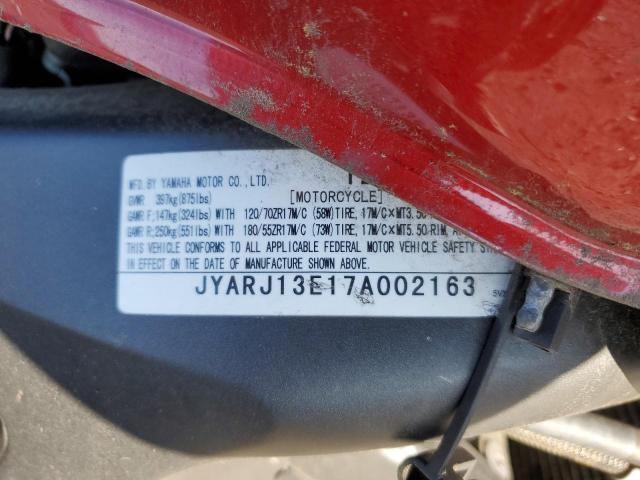 MFD. BY YAMAHA MOTOR CO., LTD.
GVWR 397kg(875lbs) [MOTORCYCLE]
GAWR F:147kg(324lbs) WITH 120/70ZR17M/C (58W)TIRE, 17M/C×MT3.50
GAWR R:250kg(551lbs) WITH 180/55ZR17M/C (73W)TIRE, 17M/C×MT5.50-RIM,
THIS VEHICLE CONFORMS TO ALL APPLICABLE FEDERAL MOTOR VEHICLE SAFETY
IN EFFECT ON THE DATE OF MANUFACTURE SHOWN ABOVE.
JYARJ13E17A002163